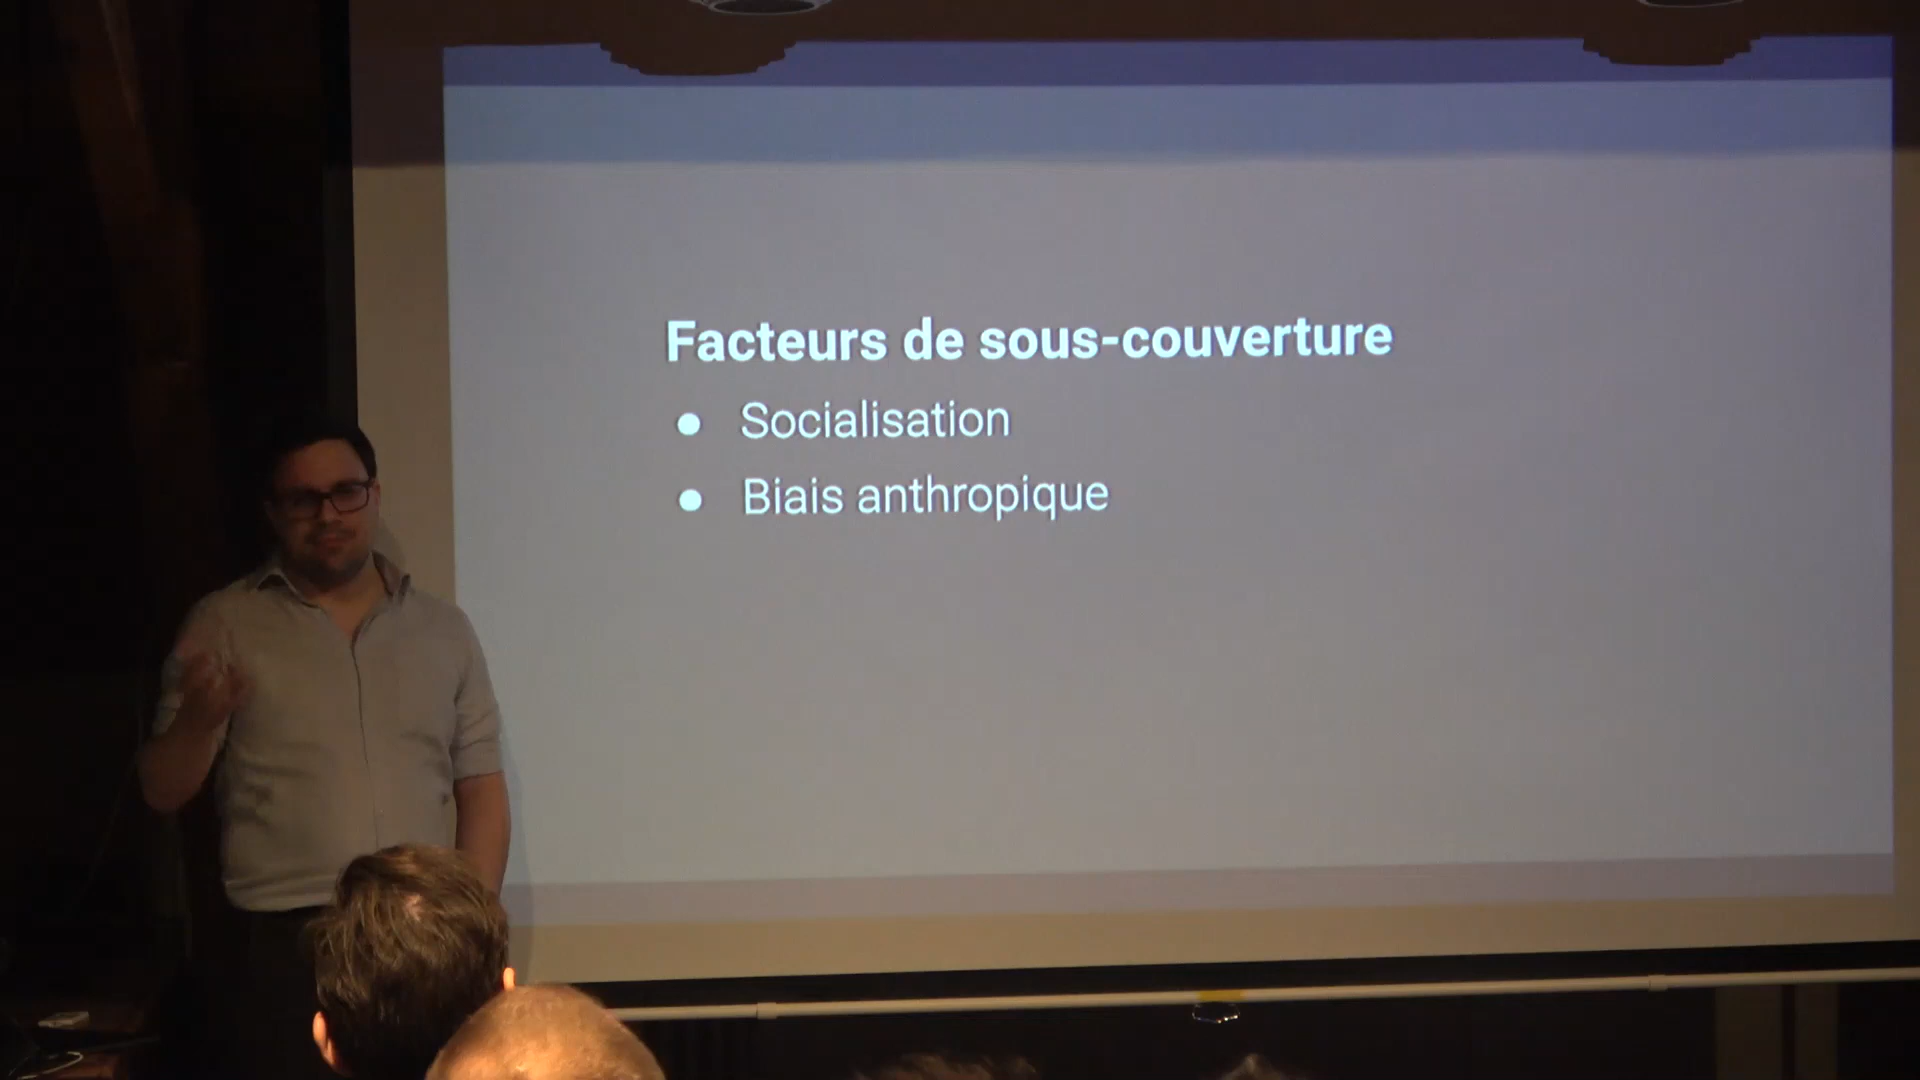 Facteurs de sous-couverture
● Socialisation
● Biais anthropique